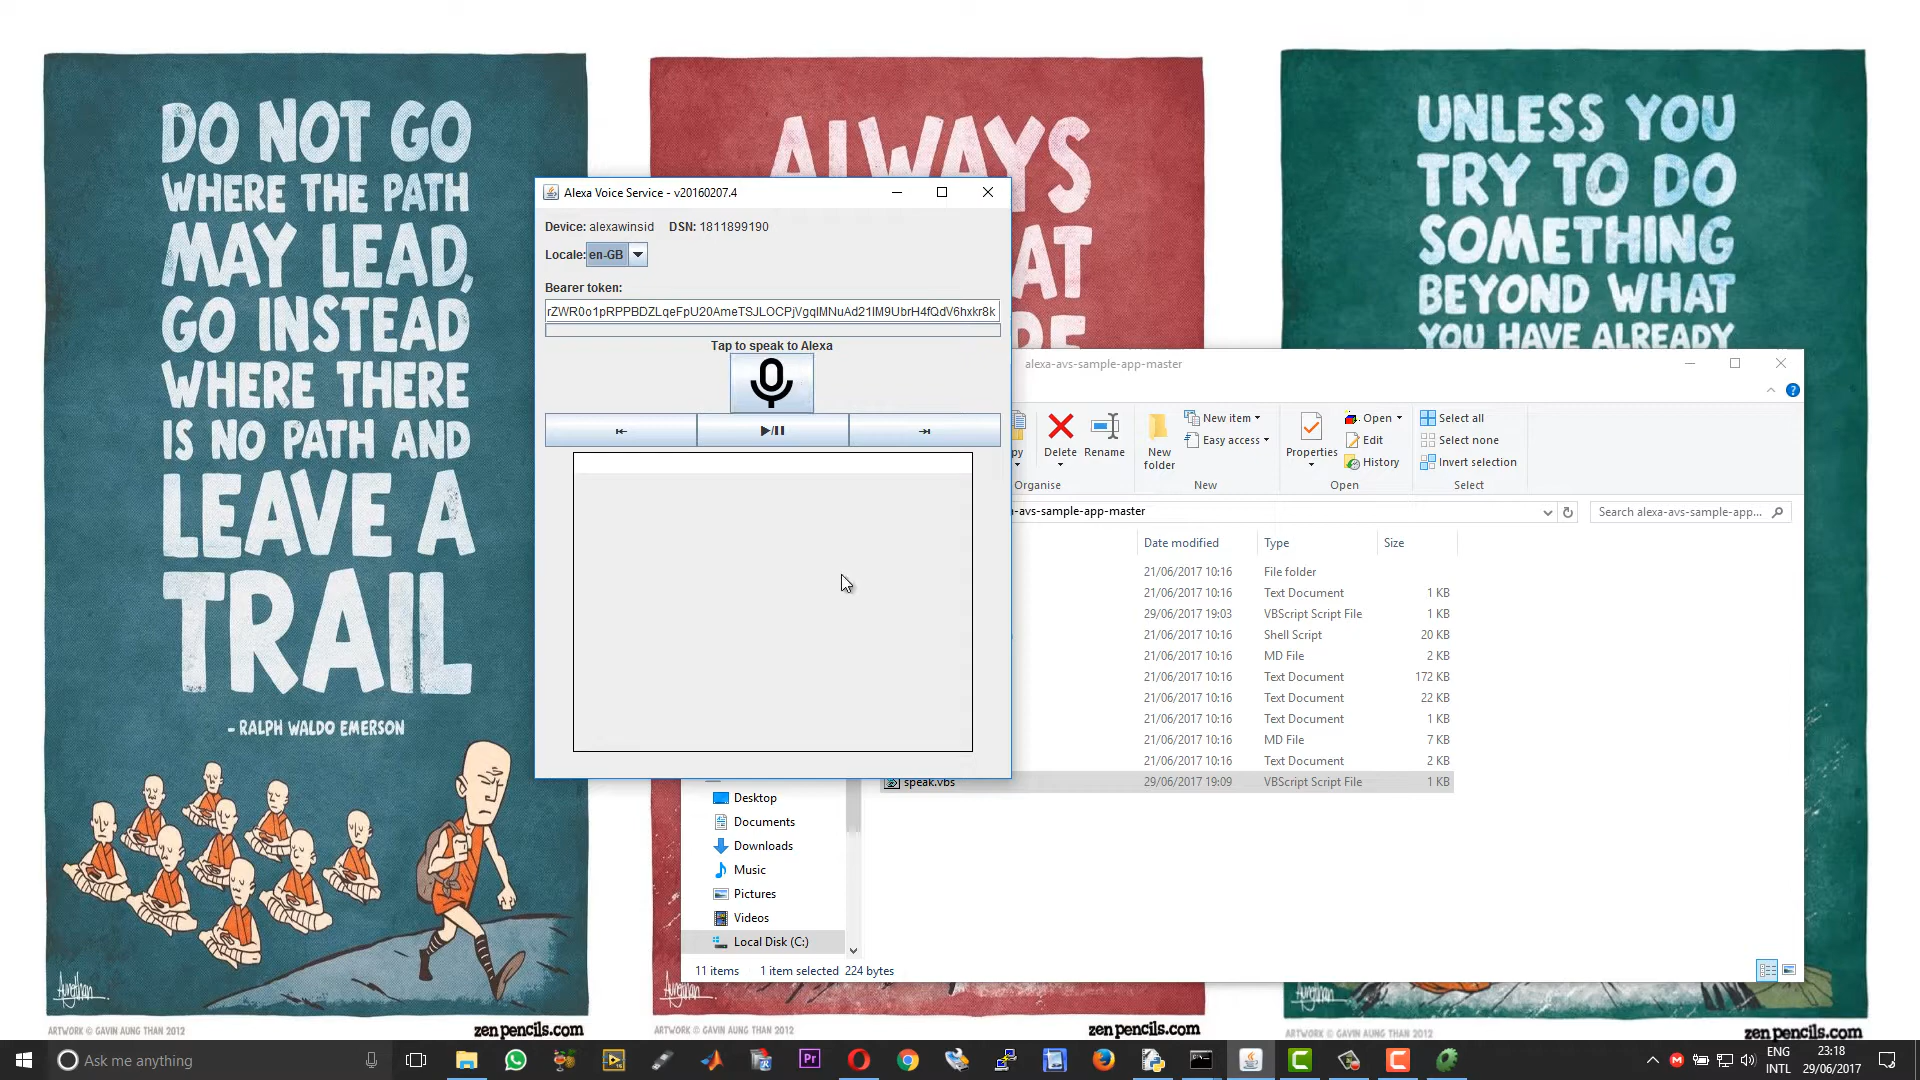 DO NOT GO
WHERE THE PATH
MAY LEAD,
GO INSTEAD
WHERE THERE
IS NO PATH AND
LEAVE A
TRAIL
- RALPH WALDO EMERSON
ARTWORK © GAVIN AUNG THAN 2012
zenpencils.com
ALWAYS
ARTWORK © GAVIN AUNG THAN 2012
zenpencils.com
UNLESS YOU
TRY TO DO
SOMETHING
BEYOND WHAT
YOU HAVE ALREADY
ARTWORK © GAVIN AUNG THAN 2012
zenpencils.com
Alexa Voice Service - v20160207.4
Device: alexawinsid DSN: 1811899190
Locale: en-GB
Bearer token:
Tap to speak to Alexa
alexa-avs-sample-app-master
Delete
Rename
New folder
New item
Easy access
Properties
Open
Edit
History
Select all
Select none
Invert selection
Organise
New
Open
Select
-avs-sample-app-master
Search alexa-avs-sample-app...
Date modified Type Size
21/06/2017 10:16 File folder
21/06/2017 10:16 Text Document 1 KB
29/06/2017 19:03 VBScript Script File 1 KB
21/06/2017 10:16 Shell Script 20 KB
21/06/2017 10:16 MD File 2 KB
21/06/2017 10:16 Text Document 172 KB
21/06/2017 10:16 Text Document 22 KB
21/06/2017 10:16 Text Document 1 KB
21/06/2017 10:16 MD File 7 KB
21/06/2017 10:16 Text Document 2 KB
speak.vbs 29/06/2017 19:09 VBScript Script File 1 KB
Desktop
Documents
Downloads
Music
Pictures
Videos
Local Disk (C:)
11 items 1 item selected 224 bytes
Ask me anything
Pr
ENG
INTL
23:18
29/06/2017